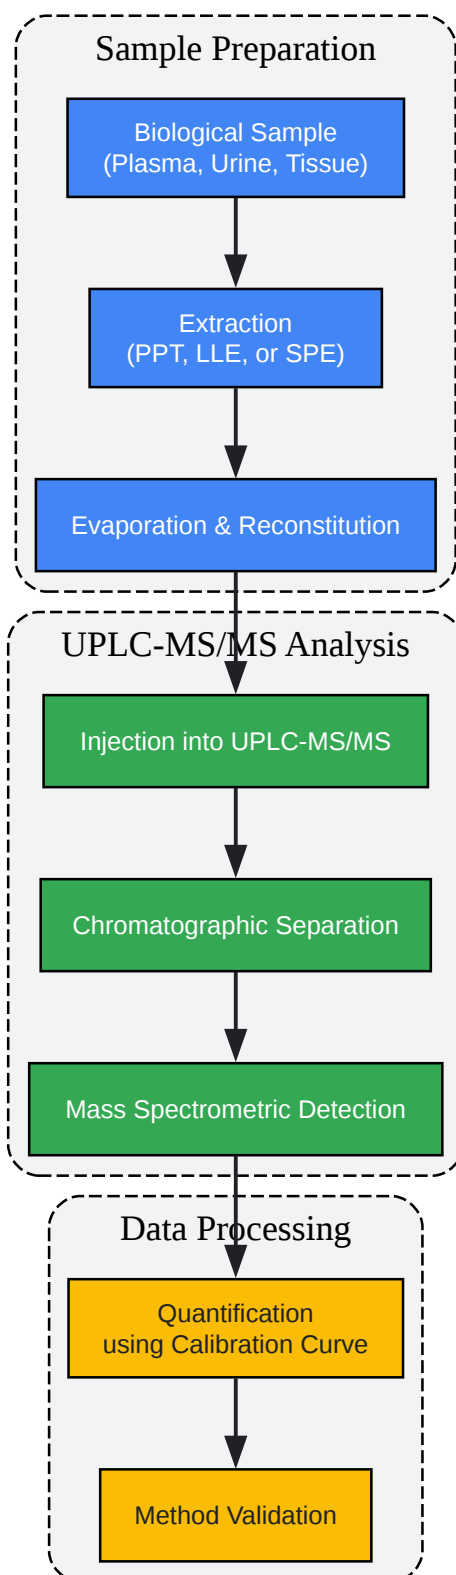 Sample Preparation
Biological Sample
(Plasma, Urine, Tissue)
Extraction
(PPT, LLE, or SPE)
Evaporation & Reconstitution
UPLC-MS/MS Analysis
Injection into UPLC-MS/MS
Chromatographic Separation
Mass Spectrometric Detection
Data Processing
Quantification
using Calibration Curve
Method Validation